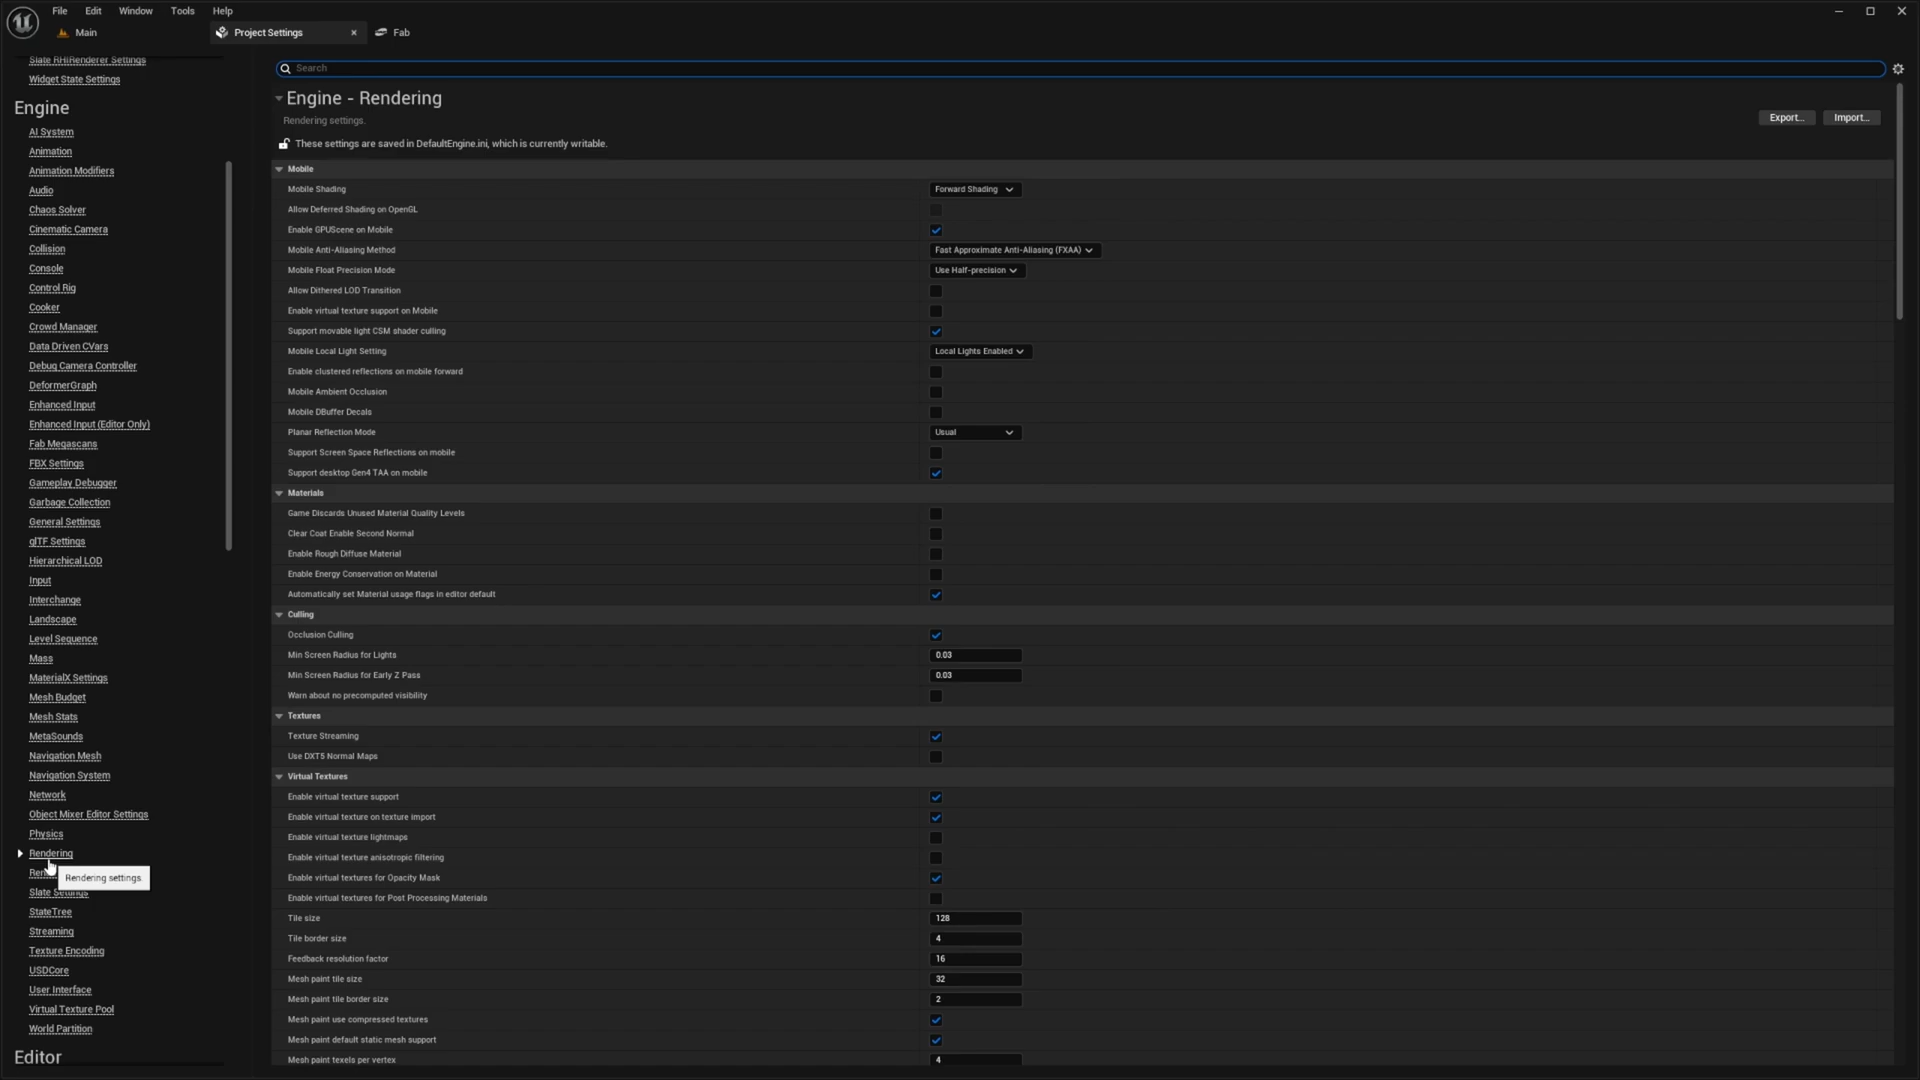 File Edit Window Tools Help
Main
Project Settings
Fab
Slate RHIRenderer Settings
Widget State Settings
Engine
AI System
Animation
Animation Modifiers
Audio
Chaos Solver
Cinematic Camera
Collision
Console
Control Rig
Cooker
Crowd Manager
Data Driven CVars
Debug Camera Controller
DeformerGraph
Enhanced Input
Enhanced Input (Editor Only)
Fab Megascans
FBX Settings
Gameplay Debugger
Garbage Collection
General Settings
glTF Settings
Hierarchical LOD
Input
Interchange
Landscape
Level Sequence
Mass
MaterialX Settings
Mesh Budget
Mesh Stats
MetaSounds
Navigation Mesh
Navigation System
Network
Object Mixer Editor Settings
Physics
Rendering
Rendering settings.
Slate Settings
StateTree
Streaming
Texture Encoding
USDCore
User Interface
Virtual Texture Pool
World Partition
Editor
Search
Engine - Rendering
Rendering settings.
Export... Import...
These settings are saved in DefaultEngine.ini, which is currently writable.
Mobile
Mobile Shading Forward Shading
Allow Deferred Shading on OpenGL
Enable GPUScene on Mobile
Mobile Anti-Aliasing Method Fast Approximate Anti-Aliasing (FXAA)
Mobile Float Precision Mode Use Half-precision
Allow Dithered LOD Transition
Enable virtual texture support on Mobile
Support movable light CSM shader culling
Mobile Local Light Setting Local Lights Enabled
Enable clustered reflections on mobile forward
Mobile Ambient Occlusion
Mobile DBuffer Decals
Planar Reflection Mode Usual
Support Screen Space Reflections on mobile
Support desktop Gen4 TAA on mobile
Materials
Game Discards Unused Material Quality Levels
Clear Coat Enable Second Normal
Enable Rough Diffuse Material
Enable Energy Conservation on Material
Automatically set Material usage flags in editor default
Culling
Occlusion Culling
Min Screen Radius for Lights 0.03
Min Screen Radius for Early Z Pass 0.03
Warn about no precomputed visibility
Textures
Texture Streaming
Use DXT5 Normal Maps
Virtual Textures
Enable virtual texture support
Enable virtual texture on texture import
Enable virtual texture lightmaps
Enable virtual texture anisotropic filtering
Enable virtual textures for Opacity Mask
Enable virtual textures for Post Processing Materials
Tile size 128
Tile border size 4
Feedback resolution factor 16
Mesh paint tile size 32
Mesh paint tile border size 2
Mesh paint use compressed textures
Mesh paint default static mesh support
Mesh paint texels per vertex 4